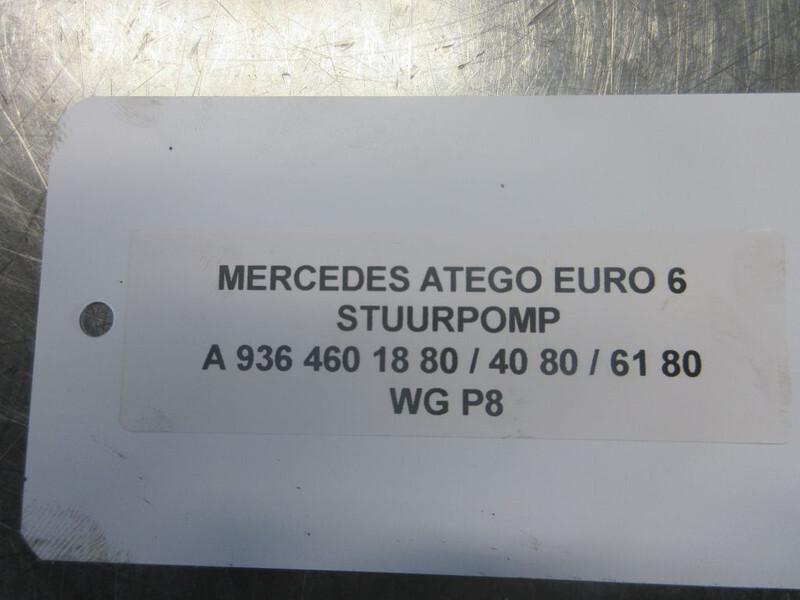 MERCEDES ATEGO EURO 6
STUURPOMP
A 936 460 18 80 / 40 80 / 61 80
WG P8